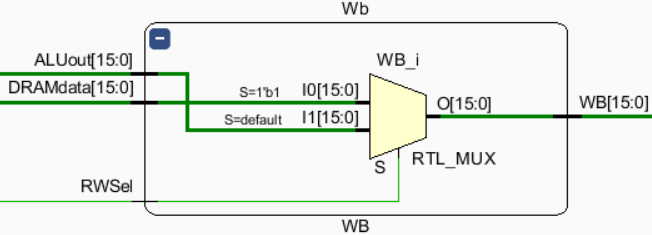 Wb
ALUout[15:0]
WB_i
DRAMdata[15:0]
S=1'b1
I0[15:0]
O[15:0]
WB[15:0]
S=default
I1[15:0]
S
RTL_MUX
RWSel
WB